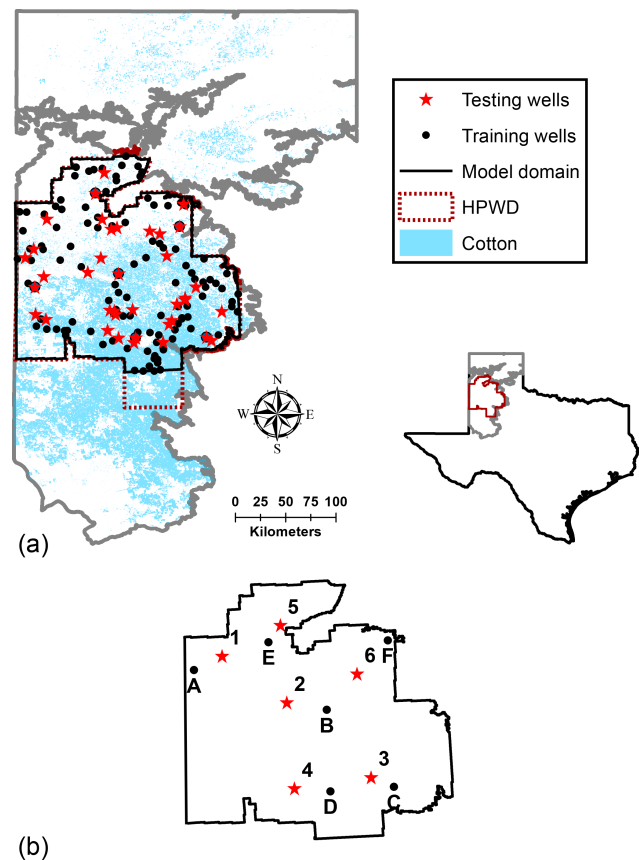 Testing wells
Training wells
Model domain
HPWD
Cotton
N
W E
S
0 25 50 75 100
Kilometers
(a)
5
1
E
F
6
A
2
B
3
4
D
C
(b)